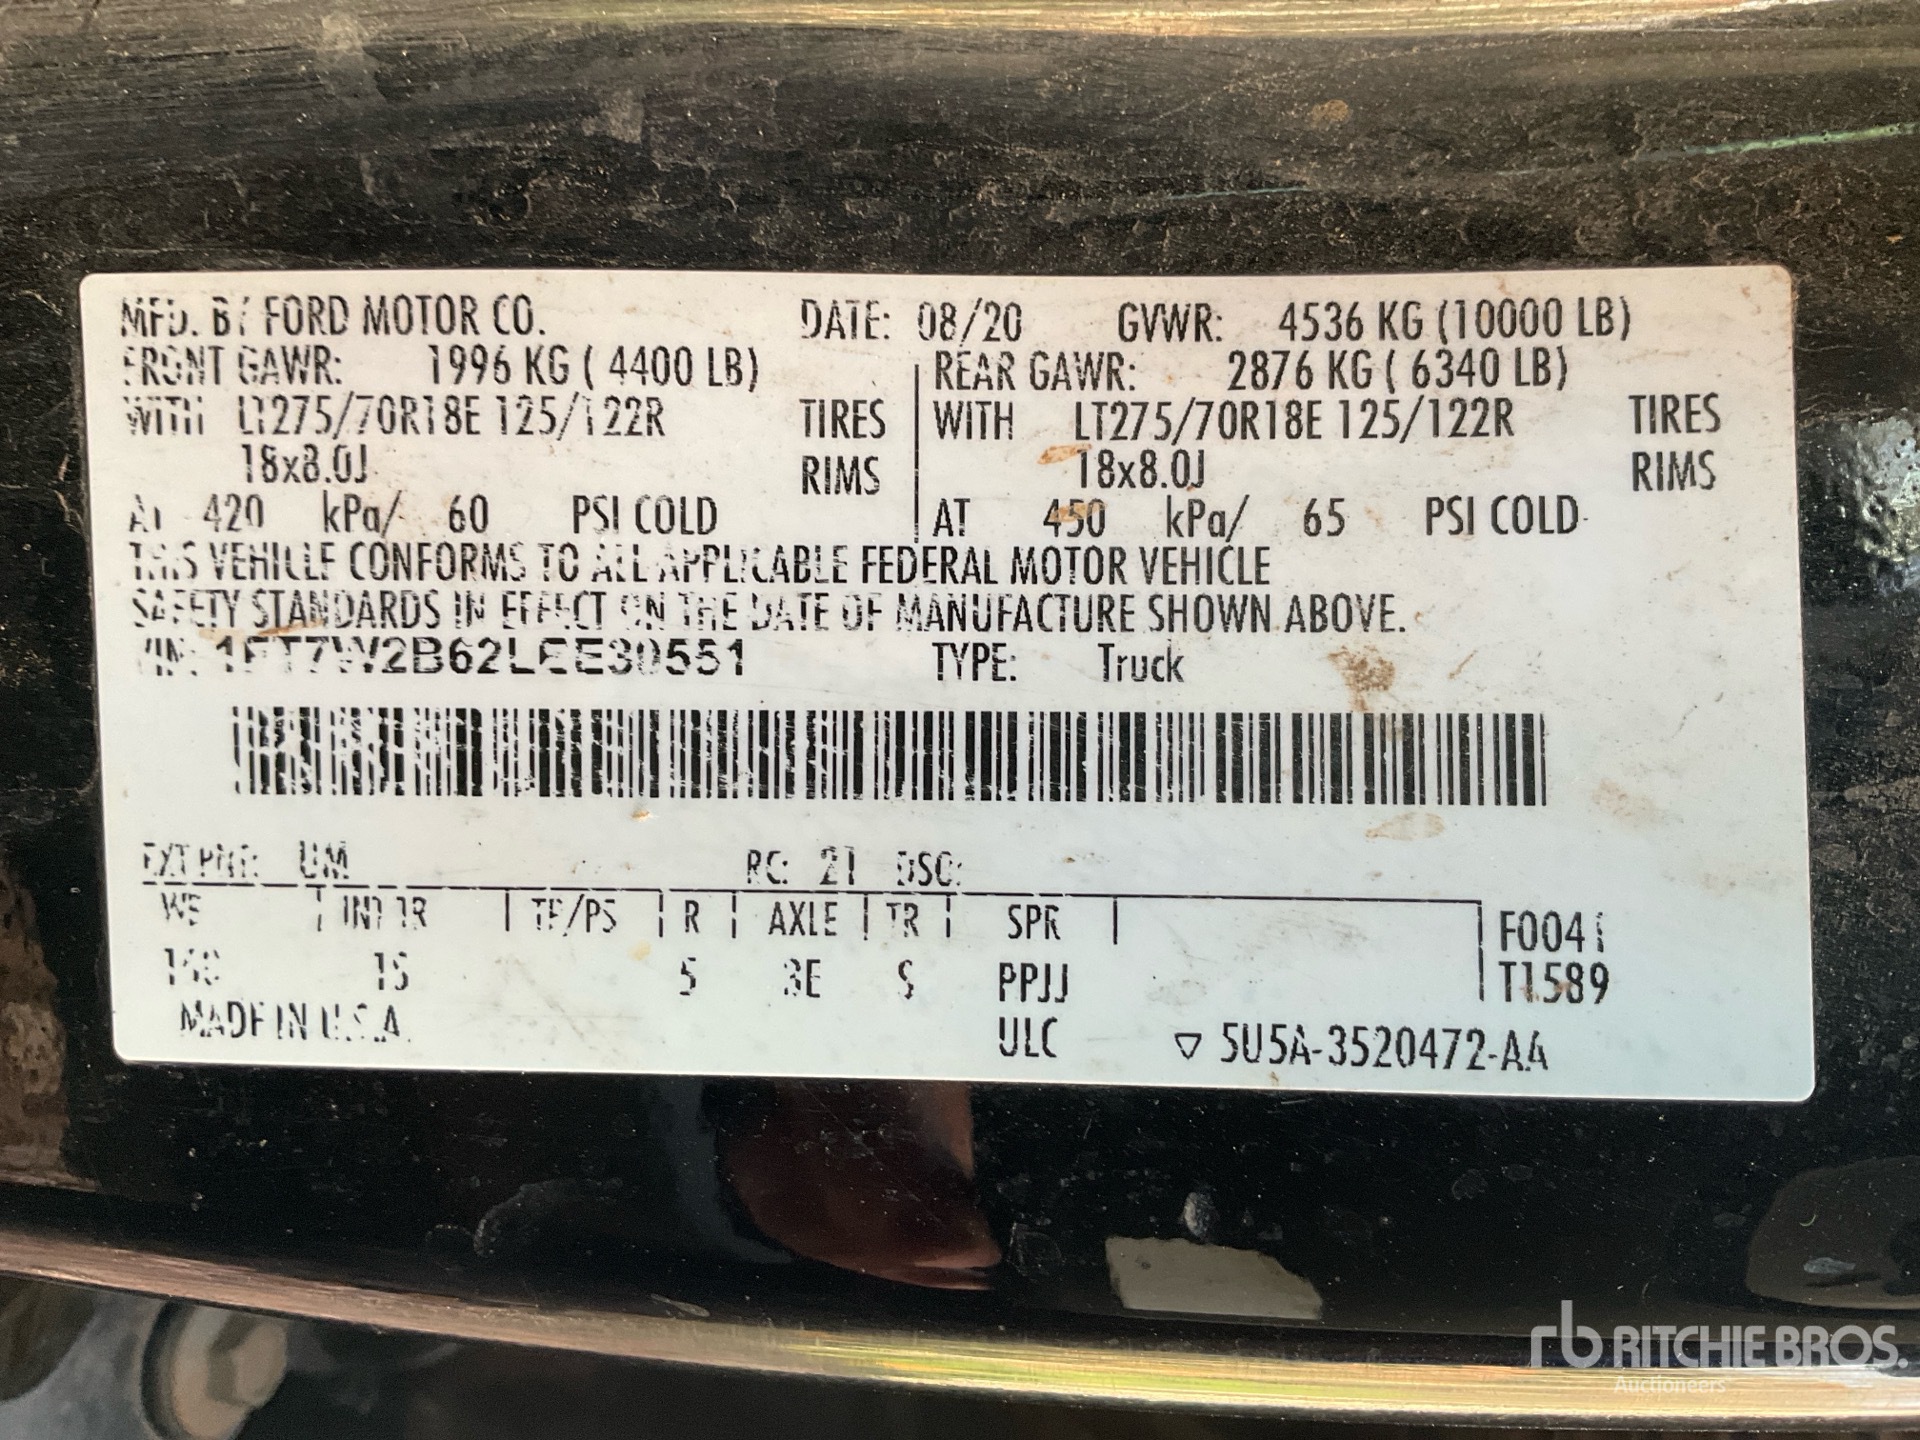 MFD. BY FORD MOTOR CO. DATE: 08/20 GVWR: 4536 KG (10000 LB)
FRONT GAWR: 1996 KG ( 4400 LB) REAR GAWR: 2876 KG ( 6340 LB)
WITH LT275/70R18E 125/122R TIRES WITH LT275/70R18E 125/122R TIRES
18x8.0J RIMS 18x8.0J RIMS
AT 420 kPa/ 60 PSI COLD AT 450 kPa/ 65 PSI COLD
THIS VEHICLE CONFORMS TO ALL APPLICABLE FEDERAL MOTOR VEHICLE
SAFETY STANDARDS IN EFFECT ON THE DATE OF MANUFACTURE SHOWN ABOVE.
VIN: 1FT7W2B62LEE30551 TYPE: Truck
EXT PNT: UM RC: 21 DSO:
WB INT TR TP/PS R AXLE TR SPR F0041
160 5 3E S PPJJ T1589
MADE IN U.S.A. ULC ▽ 5U5A-3520472-AA
rb RITCHIE BROS.
Auctioneers